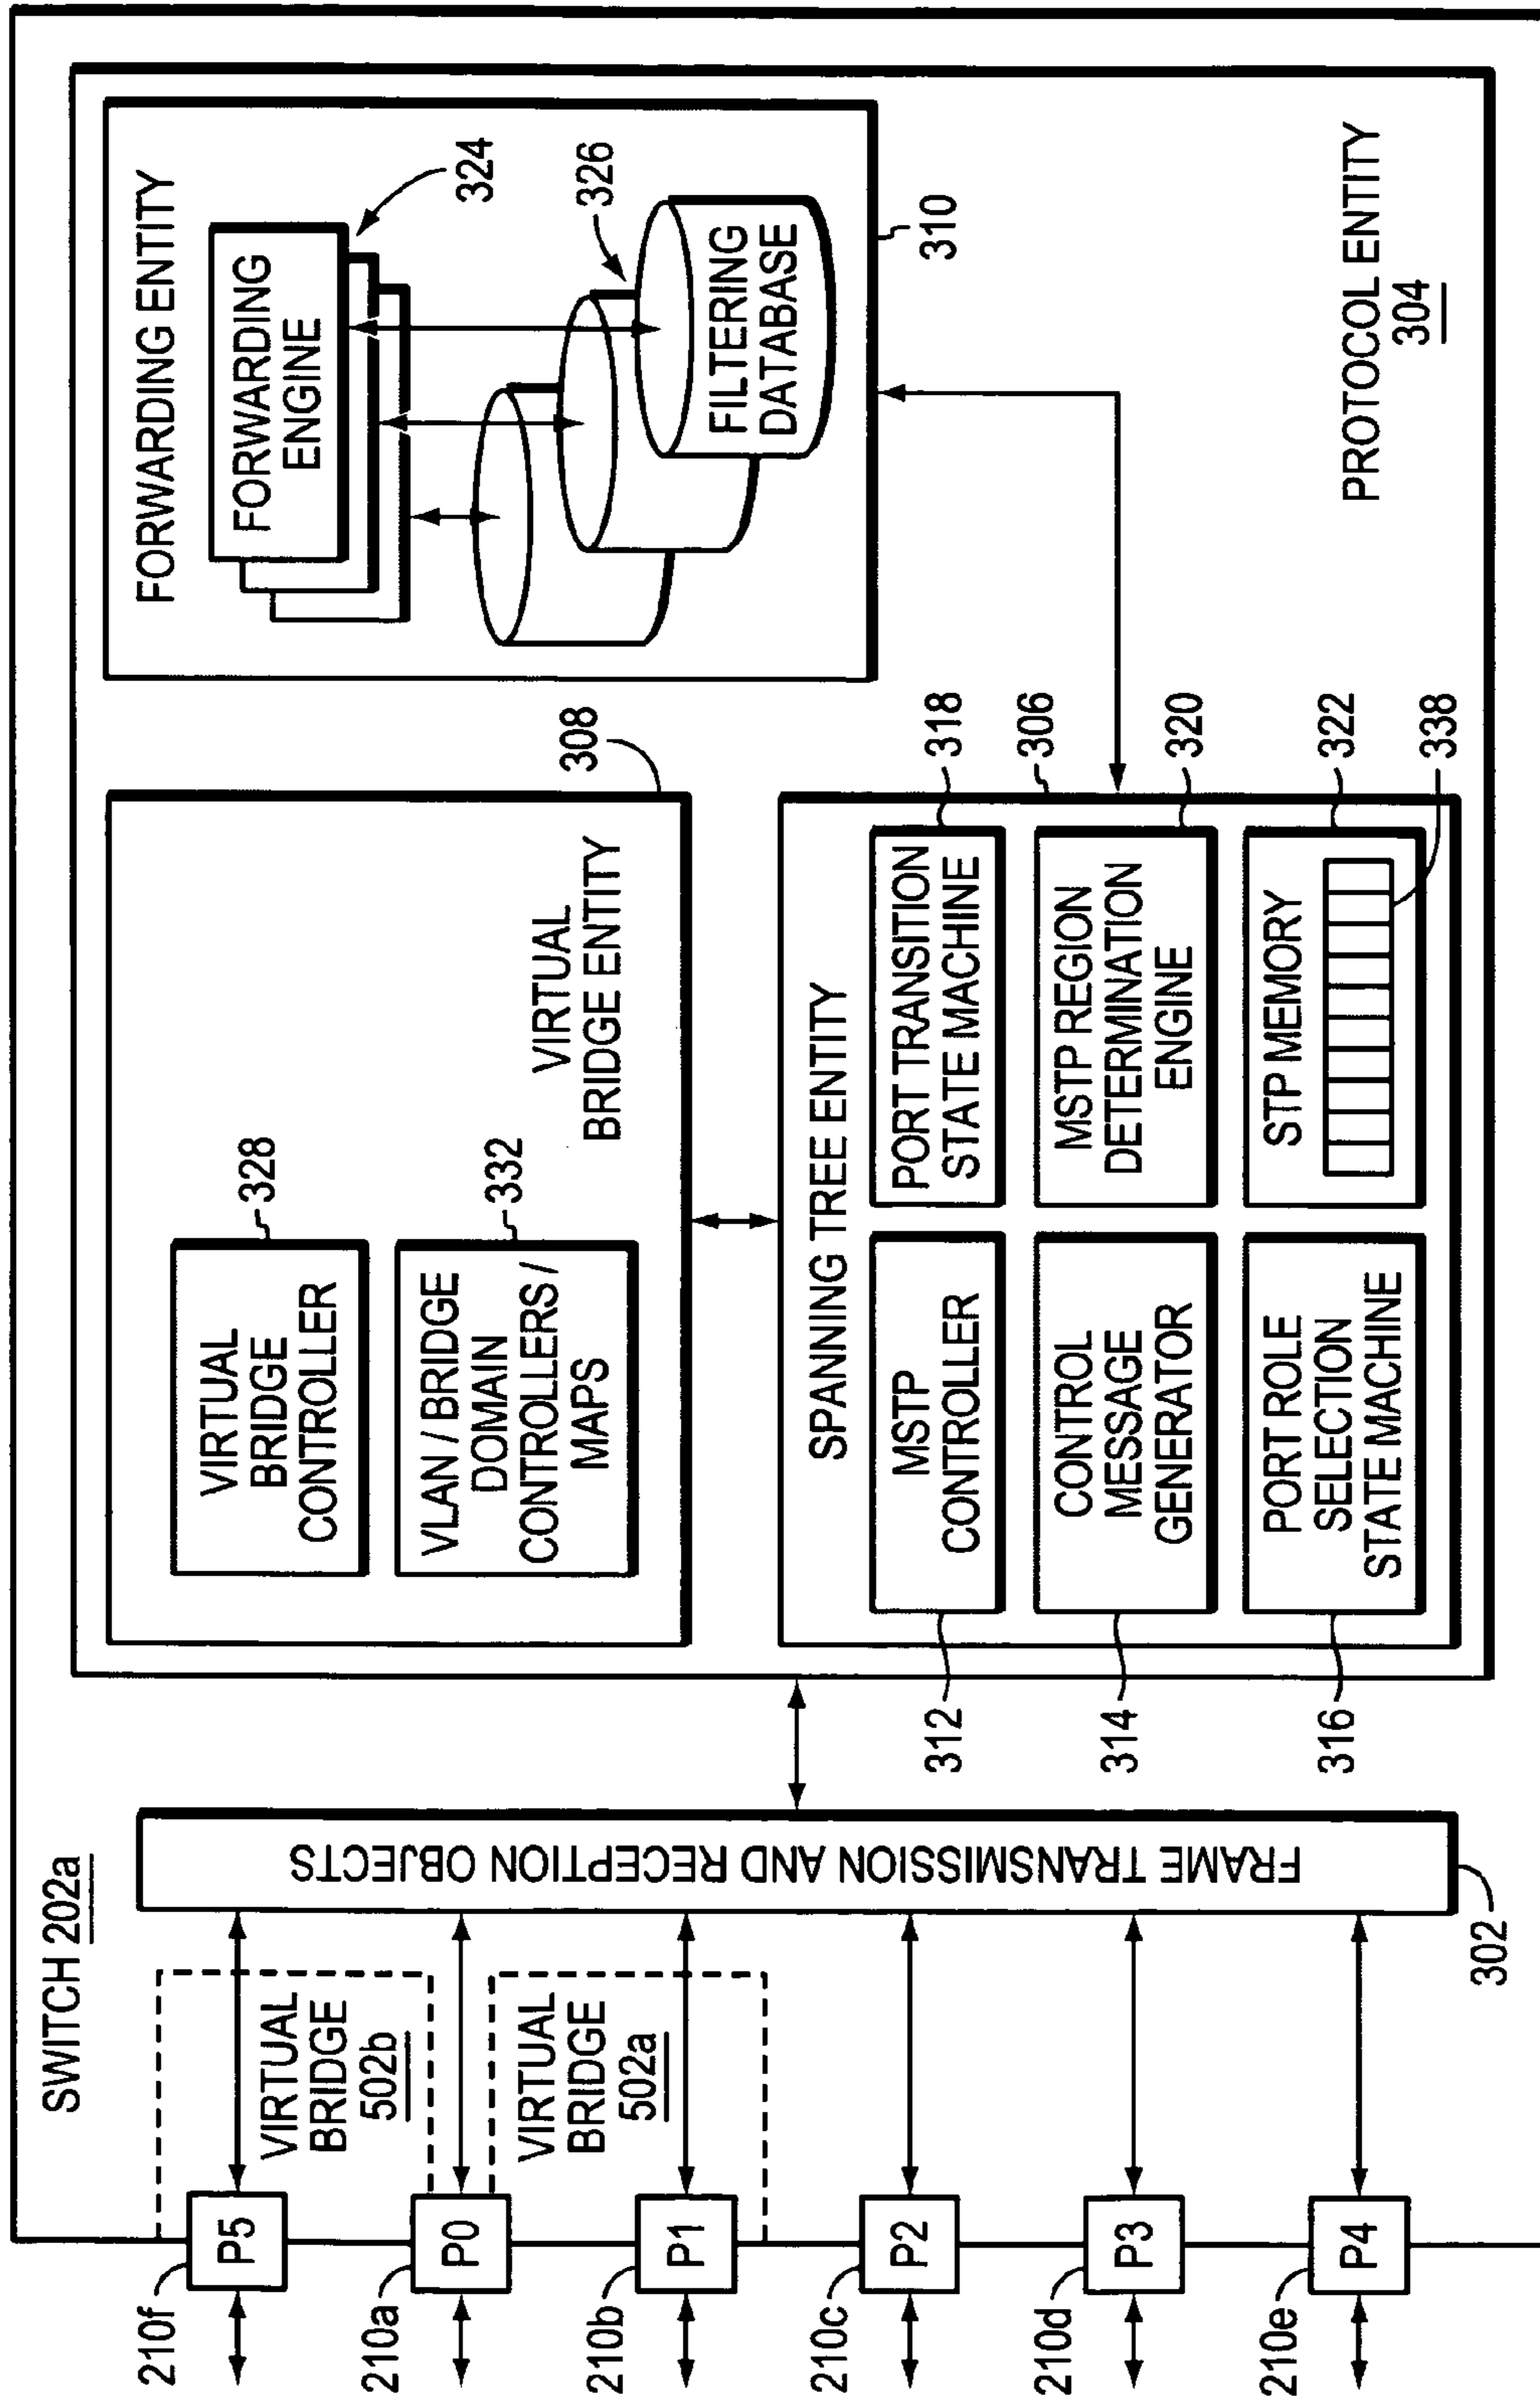 SWITCH 202a
210f
P5
210a
P0
210b
P1
210c
P2
210d
P3
210e
P4
VIRTUAL
BRIDGE
502b
VIRTUAL
BRIDGE
502a
FRAME TRANSMISSION AND RECEPTION OBJECTS
302
VIRTUAL
BRIDGE
CONTROLLER
328
VLAN / BRIDGE
DOMAIN
CONTROLLERS /
MAPS
332
VIRTUAL
BRIDGE ENTITY
308
SPANNING TREE ENTITY
MSTP
CONTROLLER
312
CONTROL
MESSAGE
GENERATOR
314
PORT ROLE
SELECTION
STATE MACHINE
316
PORT TRANSITION
STATE MACHINE
318
306
MSTP REGION
DETERMINATION
ENGINE
320
STP MEMORY
322
338
FORWARDING ENTITY
FORWARDING
ENGINE
324
326
FILTERING
DATABASE
310
PROTOCOL ENTITY
304